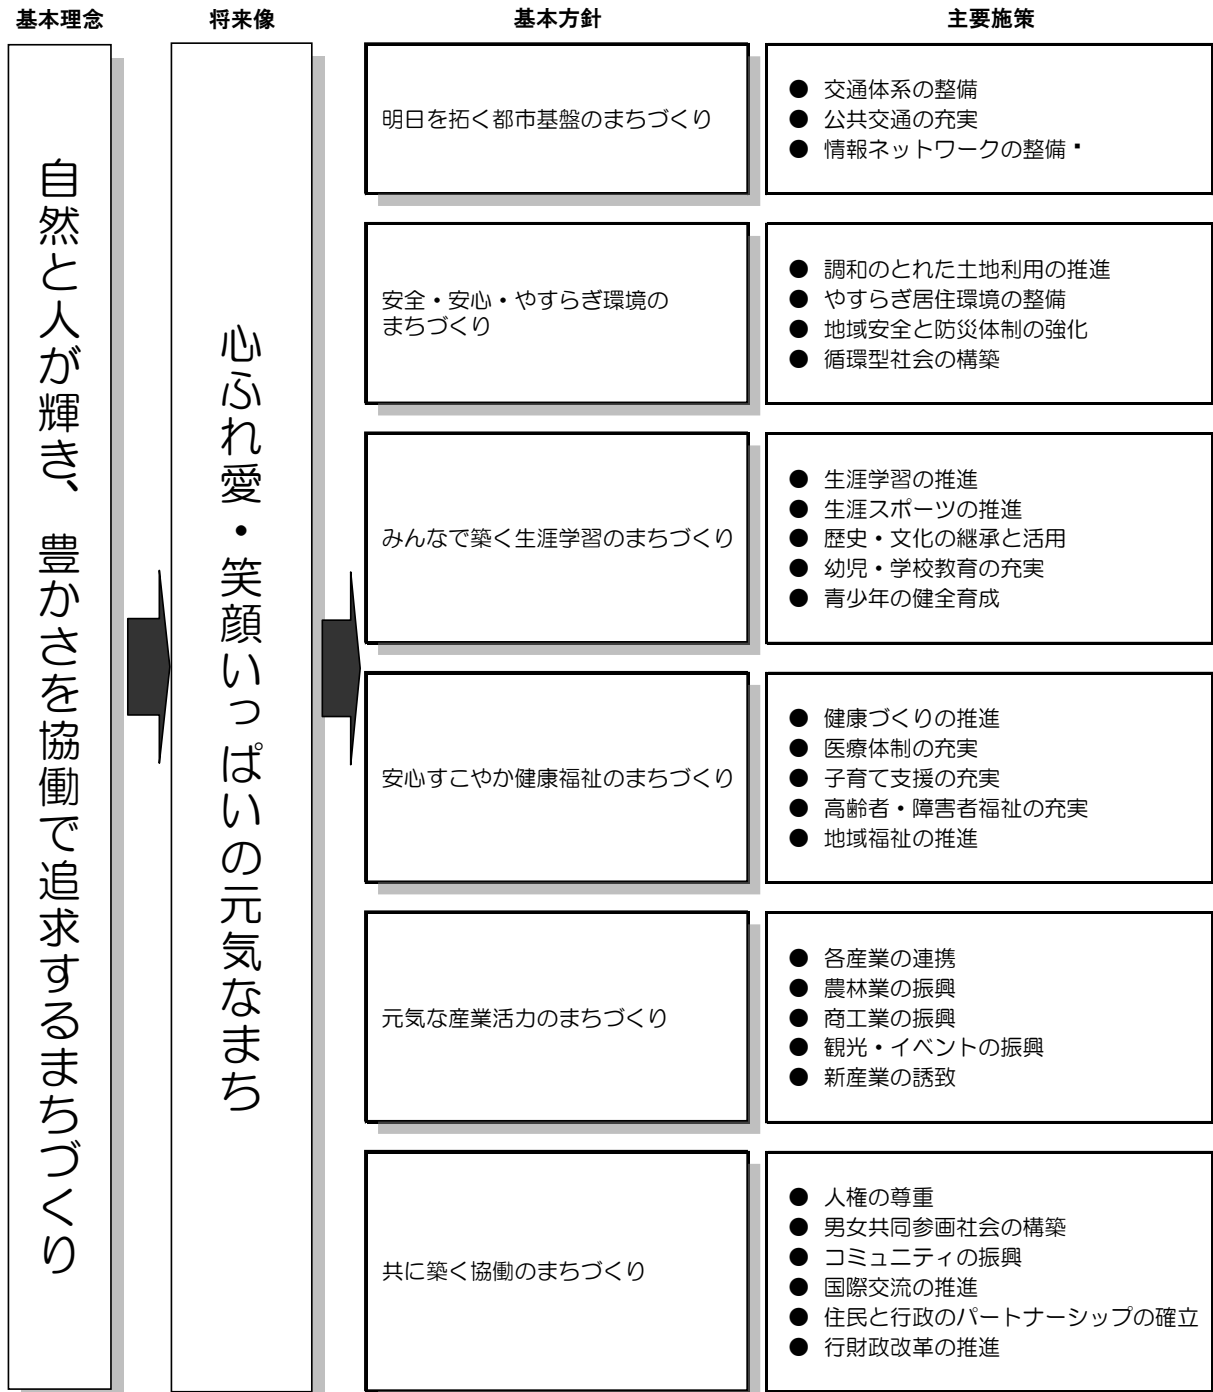 基本理念
将来像
基本方針
主要施策
自然と人が輝き、豊かさを協働で追求するまちづくり
心ふれ愛・笑顔いっぱいの元気なまち
明日を拓く都市基盤のまちづくり
● 交通体系の整備
● 公共交通の充実
● 情報ネットワークの整備▪
安全・安心・やすらぎ環境の
まちづくり
● 調和のとれた土地利用の推進
● やすらぎ居住環境の整備
● 地域安全と防災体制の強化
● 循環型社会の構築
みんなで築く生涯学習のまちづくり
● 生涯学習の推進
● 生涯スポーツの推進
● 歴史・文化の継承と活用
● 幼児・学校教育の充実
● 青少年の健全育成
安心すこやか健康福祉のまちづくり
● 健康づくりの推進
● 医療体制の充実
● 子育て支援の充実
● 高齢者・障害者福祉の充実
● 地域福祉の推進
元気な産業活力のまちづくり
● 各産業の連携
● 農林業の振興
● 商工業の振興
● 観光・イベントの振興
● 新産業の誘致
共に築く協働のまちづくり
● 人権の尊重
● 男女共同参画社会の構築
● コミュニティの振興
● 国際交流の推進
● 住民と行政のパートナーシップの確立
● 行財政改革の推進